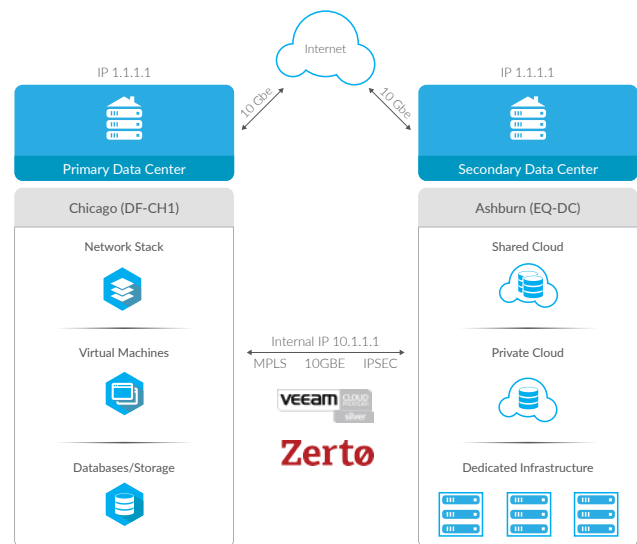 Internet
IP 1.1.1.1
IP 1.1.1.1
10 Gbe
10 Gbe
Primary Data Center
Secondary Data Center
Chicago (DF-CH1)
Ashburn (EQ-DC)
Network Stack
Shared Cloud
Internal IP 10.1.1.1
MPLS 10GBE IPSEC
Virtual Machines
Private Cloud
veeam CLOUD PROVIDER
silver
Zertø
Databases/Storage
Dedicated Infrastructure